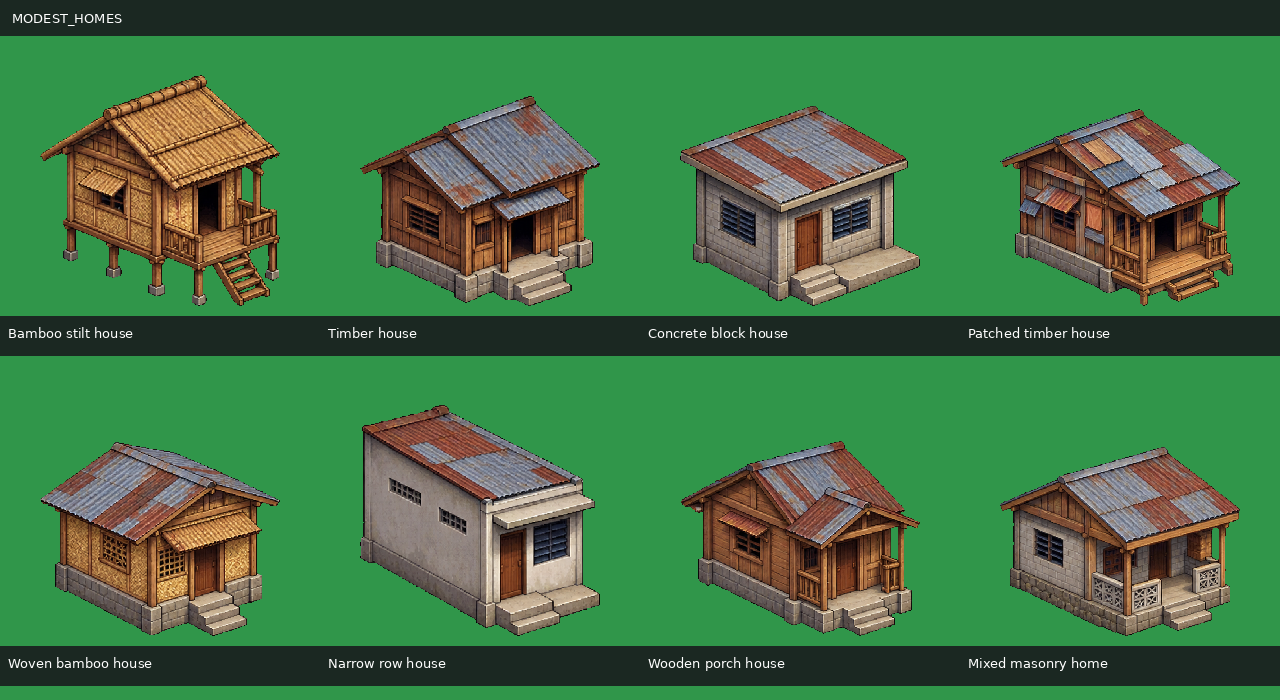 MODEST_HOMES
Bamboo stilt house
Timber house
Concrete block house
Patched timber house
Woven bamboo house
Narrow row house
Wooden porch house
Mixed masonry home